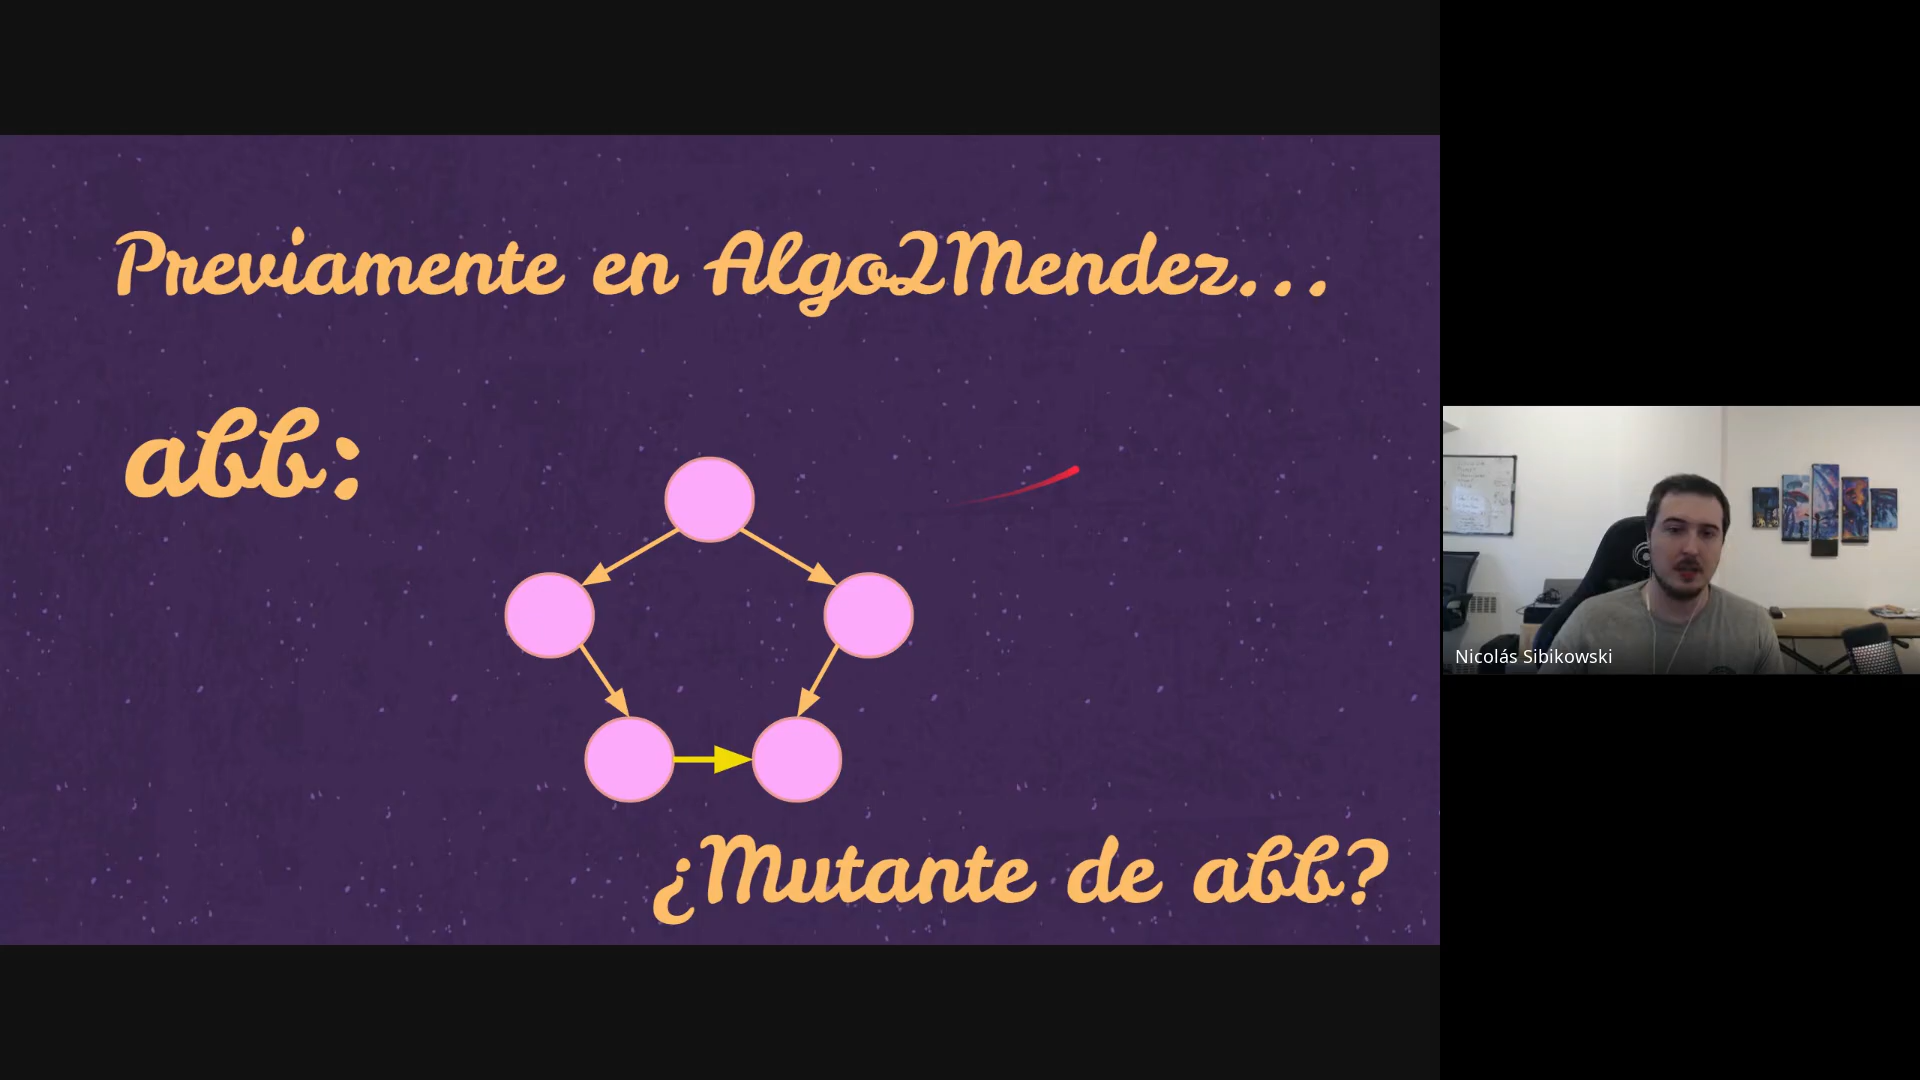 Previamente en Algo2Mendez...
abb:
¿Mutante de abb?
Nicolás Sibikowski